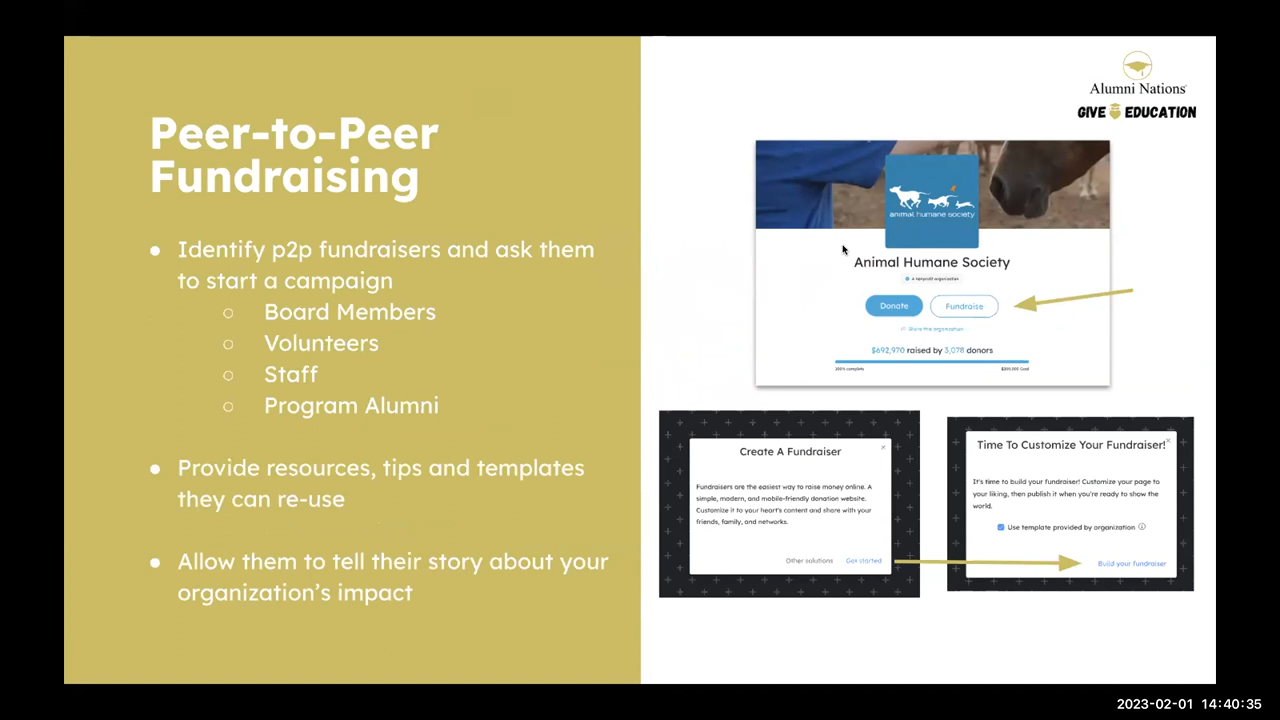 Peer-to-Peer
Fundraising
● Identify p2p fundraisers and ask them
to start a campaign
○ Board Members
○ Volunteers
○ Staff
○ Program Alumni
● Provide resources, tips and templates
they can re-use
● Allow them to tell their story about your
organization's impact
Alumni Nations
GIVE EDUCATION
animal humane society
Animal Humane Society
A nonprofit organization
Donate
Fundraise
Share the organization
$692,970 raised by 3,078 donors
$200,000 Goal
Create A Fundraiser
Fundraisers are the easiest way to raise money online. A
simple, modern, and mobile-friendly donation website.
Customize it to your heart's content and share with your
friends, family, and networks.
Other solutions Get started
Time To Customize Your Fundraiser!
It's time to build your fundraiser! Customize your page to
your liking, then publish it when you're ready to show the
world.
Use template provided by organization
Build your fundraiser
2023-02-01 14:40:35